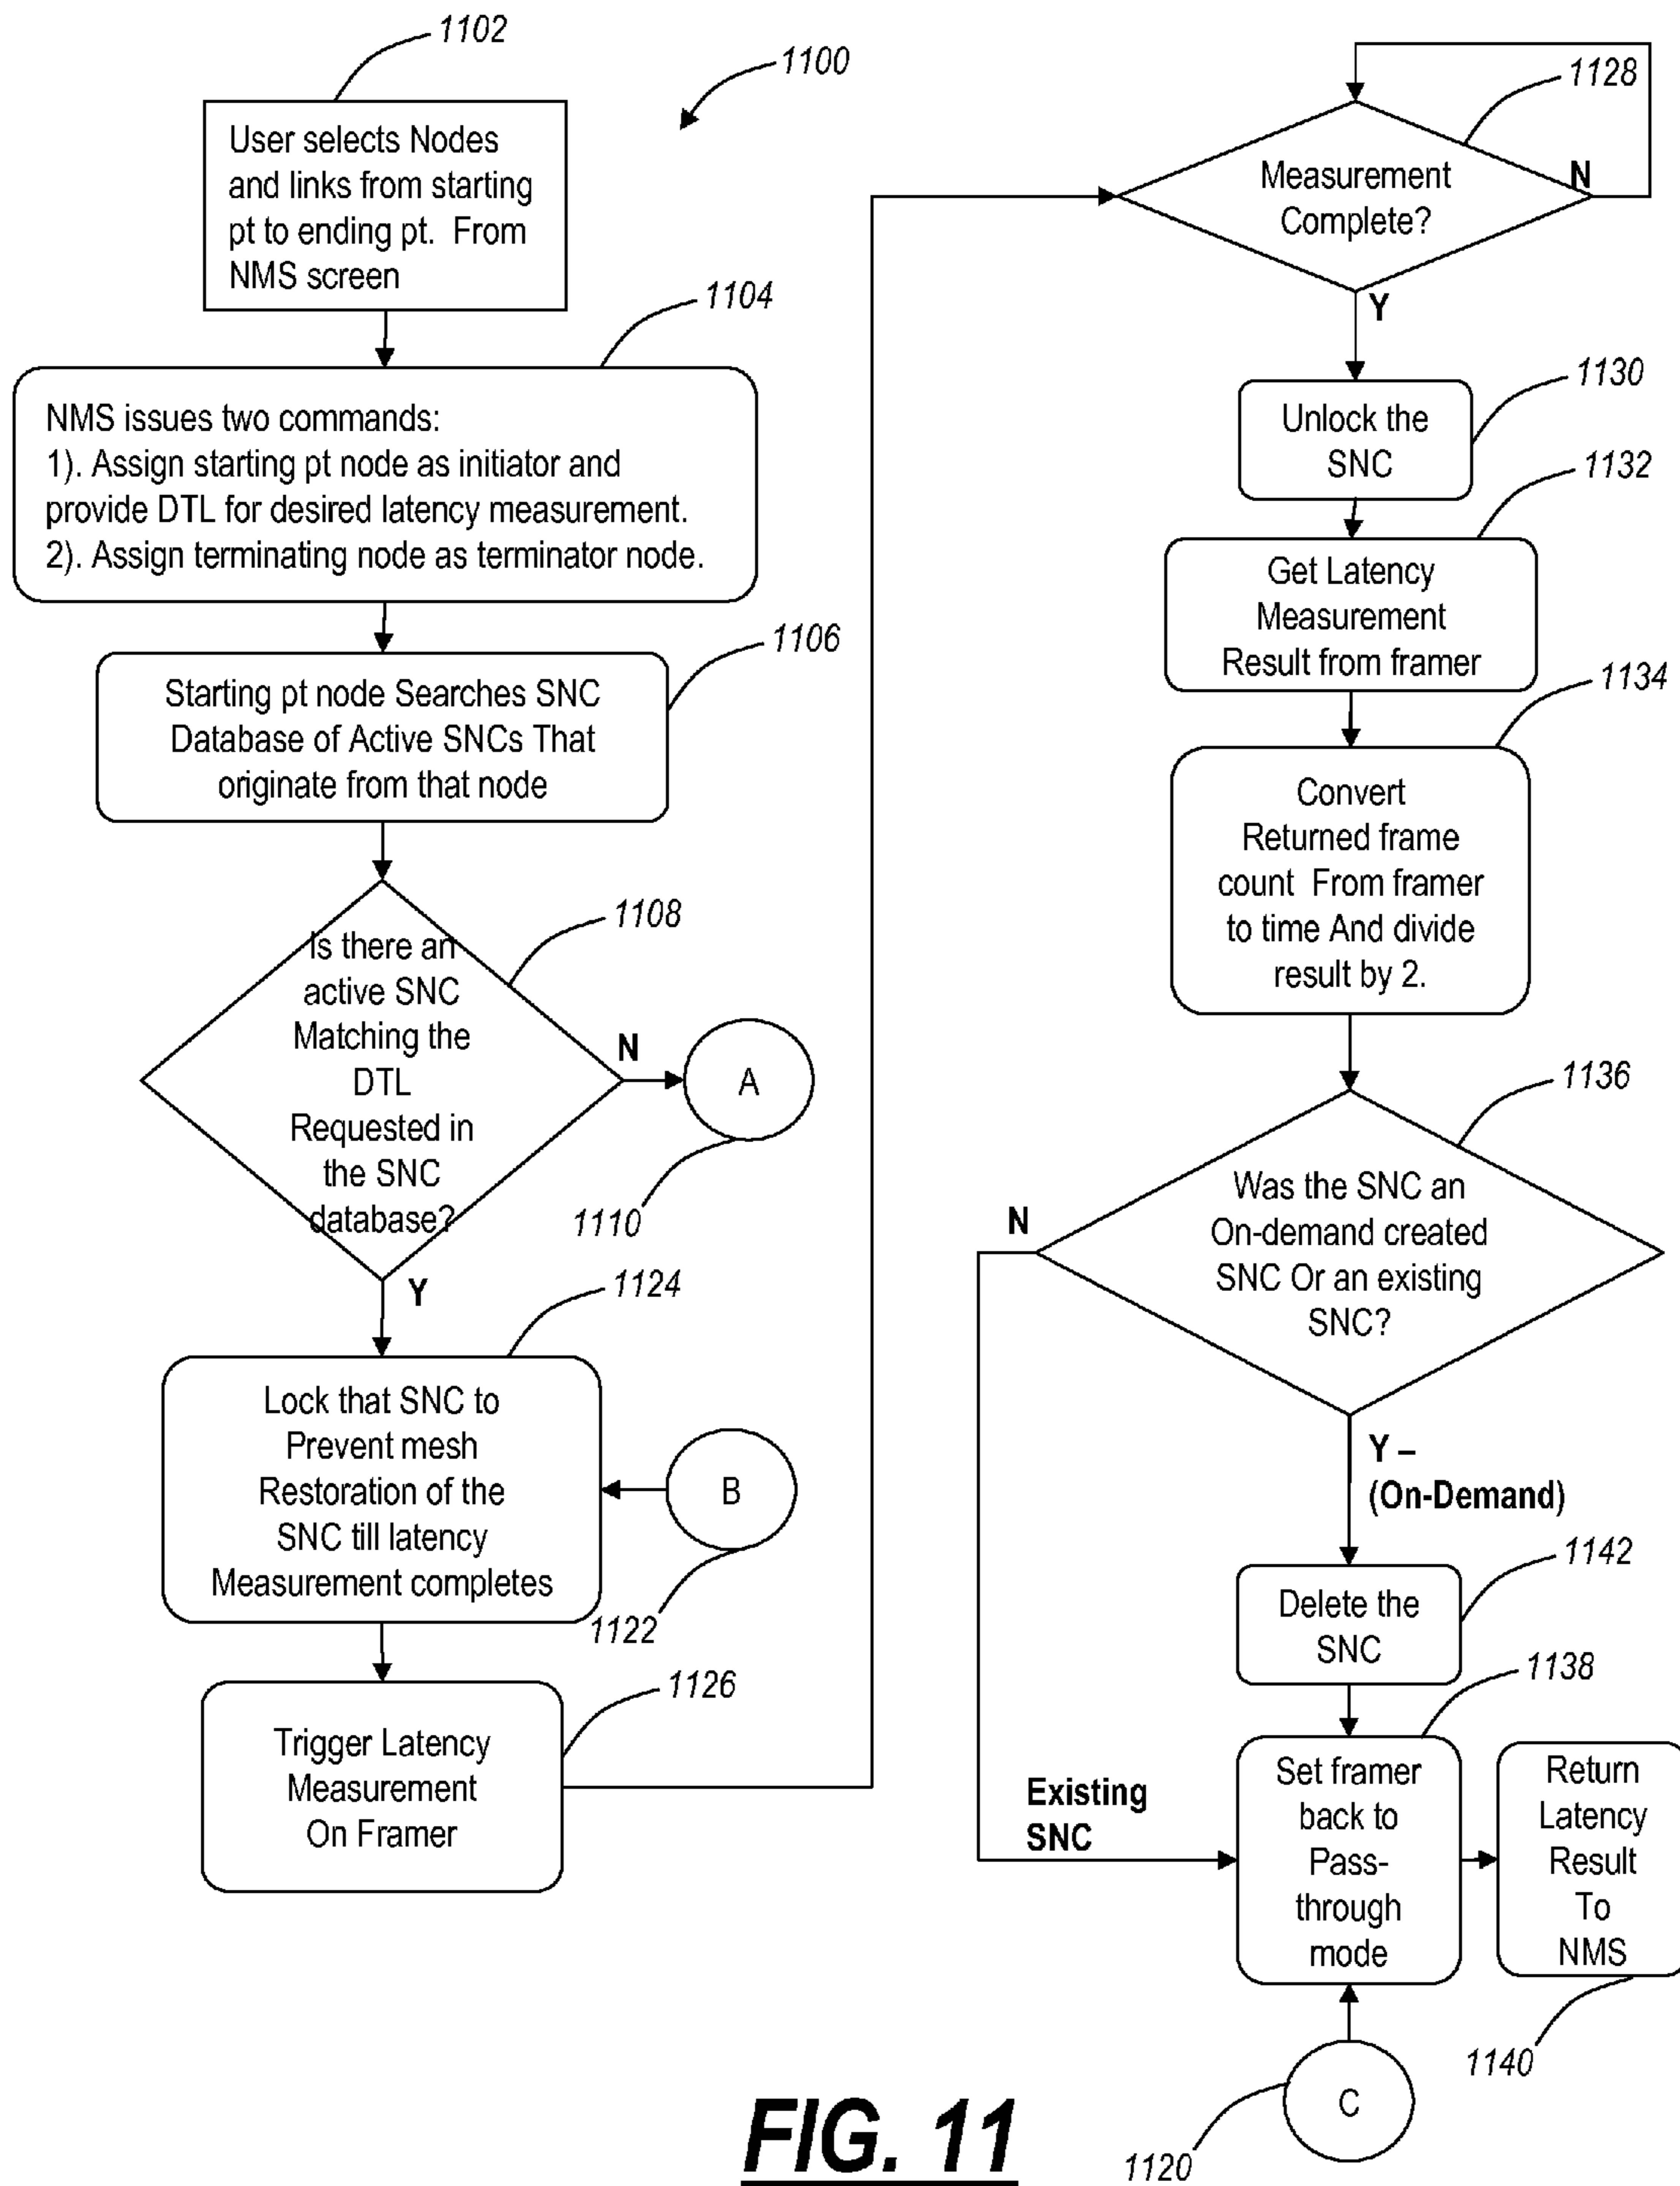 1102
1100
User selects Nodes
and links from starting
pt to ending pt. From
NMS screen
1104
NMS issues two commands:
1). Assign starting pt node as initiator and
provide DTL for desired latency measurement.
2). Assign terminating node as terminator node.
1106
Starting pt node Searches SNC
Database of Active SNCs That
originate from that node
1108
Is there an
active SNC
Matching the
DTL
Requested in
the SNC
database?
N
A
1110
Y
1124
Lock that SNC to
Prevent mesh
Restoration of the
SNC till latency
Measurement completes
B
1122
1126
Trigger Latency
Measurement
On Framer
1128
Measurement
Complete?
N
Y
1130
Unlock the
SNC
1132
Get Latency
Measurement
Result from framer
1134
Convert
Returned frame
count From framer
to time And divide
result by 2.
1136
Was the SNC an
On-demand created
SNC Or an existing
SNC?
N
Y –
(On-Demand)
1142
Delete the
SNC
1138
Existing
SNC
Set framer
back to
Pass-
through
mode
Return
Latency
Result
To
NMS
1140
C
1120
FIG. 11